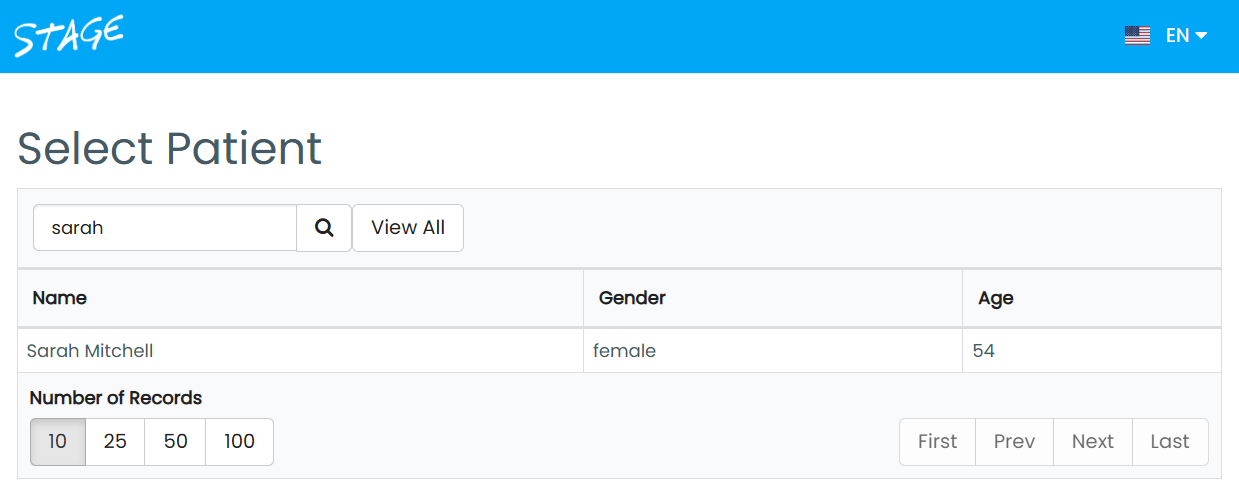 STAGE
EN
Select Patient
sarah
View All
Name Gender Age
Sarah Mitchell female 54
Number of Records
10 25 50 100 First Prev Next Last